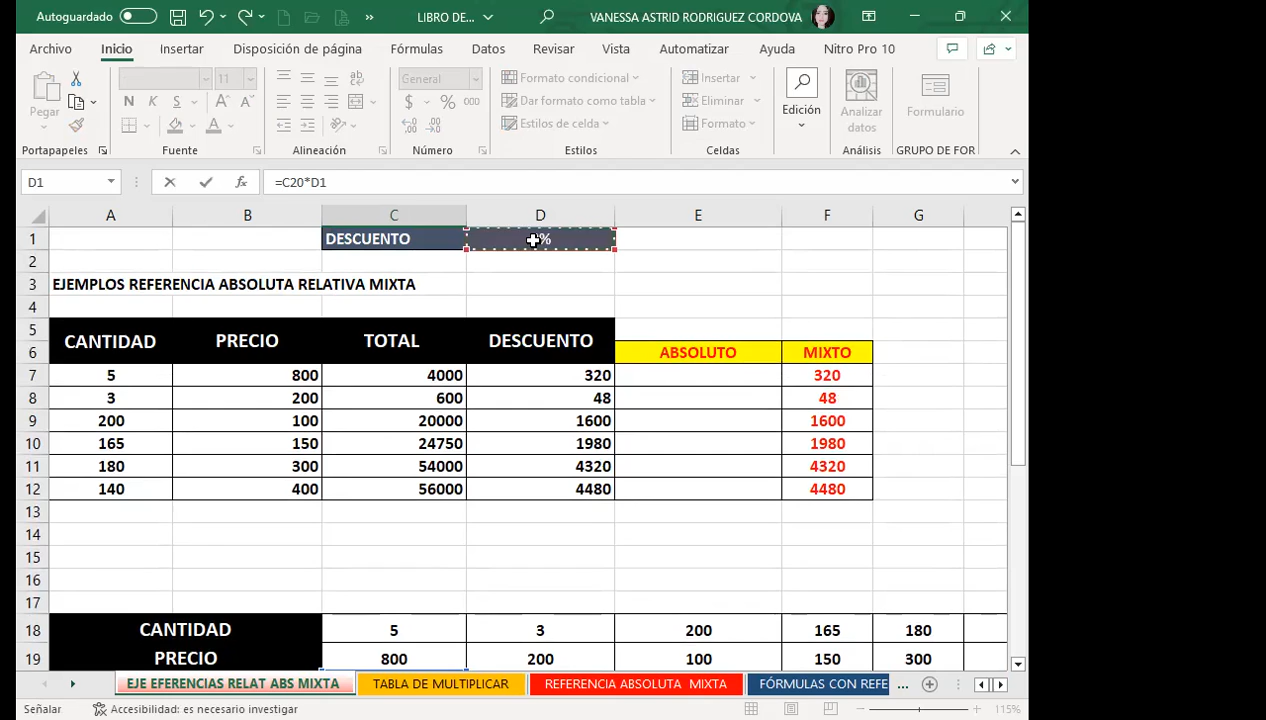 Autoguardado
LIBRO DE...
VANESSA ASTRID RODRIGUEZ CORDOVA
Archivo Inicio Insertar Disposición de página Fórmulas Datos Revisar Vista Automatizar Ayuda Nitro Pro 10
Pegar
11
N K S A A
A
General
$ % 000
Formato condicional
Dar formato como tabla
Estilos de celda
Insertar
Eliminar
Formato
Edición
Analizar
datos
Formulario
Portapapeles Fuente Alineación Número Estilos Celdas Análisis GRUPO DE FOR
D1 fx =C20*D1
A B C D E F G
1 DESCUENTO %
2
3 EJEMPLOS REFERENCIA ABSOLUTA RELATIVA MIXTA
4
5 CANTIDAD PRECIO TOTAL DESCUENTO
6 ABSOLUTO MIXTO
7 5 800 4000 320 320
8 3 200 600 48 48
9 200 100 20000 1600 1600
10 165 150 24750 1980 1980
11 180 300 54000 4320 4320
12 140 400 56000 4480 4480
13
14
15
16
17
18 CANTIDAD 5 3 200 165 180
19 PRECIO 800 200 100 150 300
EJE EFERENCIAS RELAT ABS MIXTA TABLA DE MULTIPLICAR REFERENCIA ABSOLUTA MIXTA FÓRMULAS CON REFE ...
Señalar Accesibilidad: es necesario investigar 115%